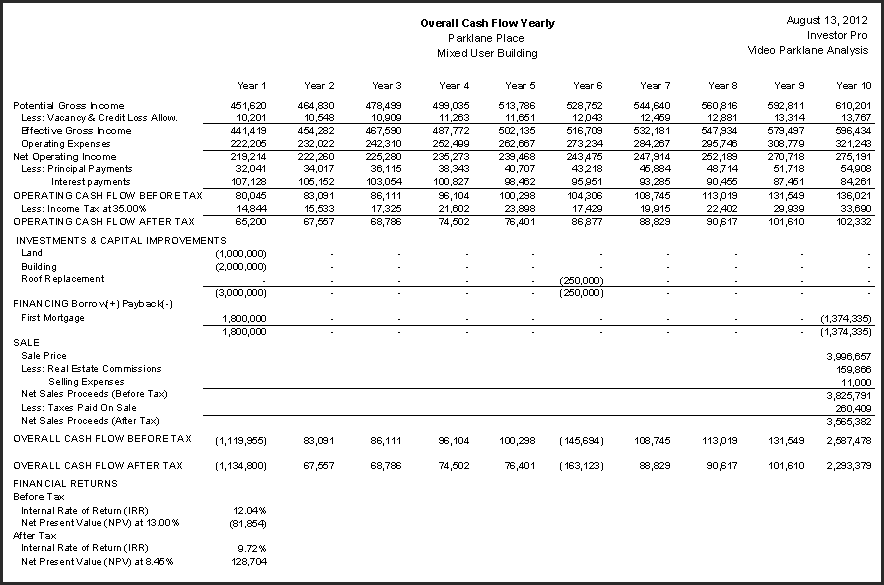 Overall Cash Flow Yearly
Parklane Place
Mixed User Building
August 13, 2012
Investor Pro
Video Parklane Analysis
Year 1 Year 2 Year 3 Year 4 Year 5 Year 6 Year 7 Year 8 Year 9 Year 10
Potential Gross Income 451,620 464,830 478,499 499,035 513,786 528,752 544,640 560,816 592,811 610,201
Less: Vacancy & Credit Loss Allow. 10,201 10,548 10,909 11,263 11,651 12,043 12,459 12,881 13,314 13,767
Effective Gross Income 441,419 454,282 467,590 487,772 502,135 516,709 532,181 547,934 579,497 596,434
Operating Expenses 222,205 232,022 242,310 252,499 262,667 273,234 284,267 295,746 308,779 321,243
Net Operating Income 219,214 222,260 225,280 235,273 239,468 243,475 247,914 252,189 270,718 275,191
Less: Principal Payments 32,041 34,017 36,115 38,343 40,707 43,218 45,884 48,714 51,718 54,908
Interest payments 107,128 105,152 103,054 100,827 98,462 95,951 93,285 90,455 87,451 84,261
OPERATING CASH FLOW BEFORE TAX 80,045 83,091 86,111 96,104 100,298 104,306 108,745 113,019 131,549 136,021
Less: Income Tax at 35.00% 14,844 15,533 17,325 21,602 23,898 17,429 19,915 22,402 29,939 33,690
OPERATING CASH FLOW AFTER TAX 65,200 67,557 68,786 74,502 76,401 86,877 88,829 90,617 101,610 102,332
INVESTMENTS & CAPITAL IMPROVEMENTS
Land (1,000,000) - - - - - - - - -
Building (2,000,000) - - - - - - - - -
Roof Replacement - - - - - (250,000) - - - -
(3,000,000) - - - - (250,000) - - - -
FINANCING Borrow(+) Payback(-)
First Mortgage 1,800,000 - - - - - - - - (1,374,335)
1,800,000 - - - - - - - - (1,374,335)
SALE
Sale Price 3,996,657
Less: Real Estate Commissions 159,866
Selling Expenses 11,000
Net Sales Proceeds (Before Tax) 3,825,791
Less: Taxes Paid On Sale 260,409
Net Sales Proceeds (After Tax) 3,565,382
OVERALL CASH FLOW BEFORE TAX (1,119,955) 83,091 86,111 96,104 100,298 (145,694) 108,745 113,019 131,549 2,587,478
OVERALL CASH FLOW AFTER TAX (1,134,800) 67,557 68,786 74,502 76,401 (163,123) 88,829 90,617 101,610 2,293,379
FINANCIAL RETURNS
Before Tax
Internal Rate of Return (IRR) 12.04%
Net Present Value (NPV) at 13.00% (81,854)
After Tax
Internal Rate of Return (IRR) 9.72%
Net Present Value (NPV) at 8.45% 128,704